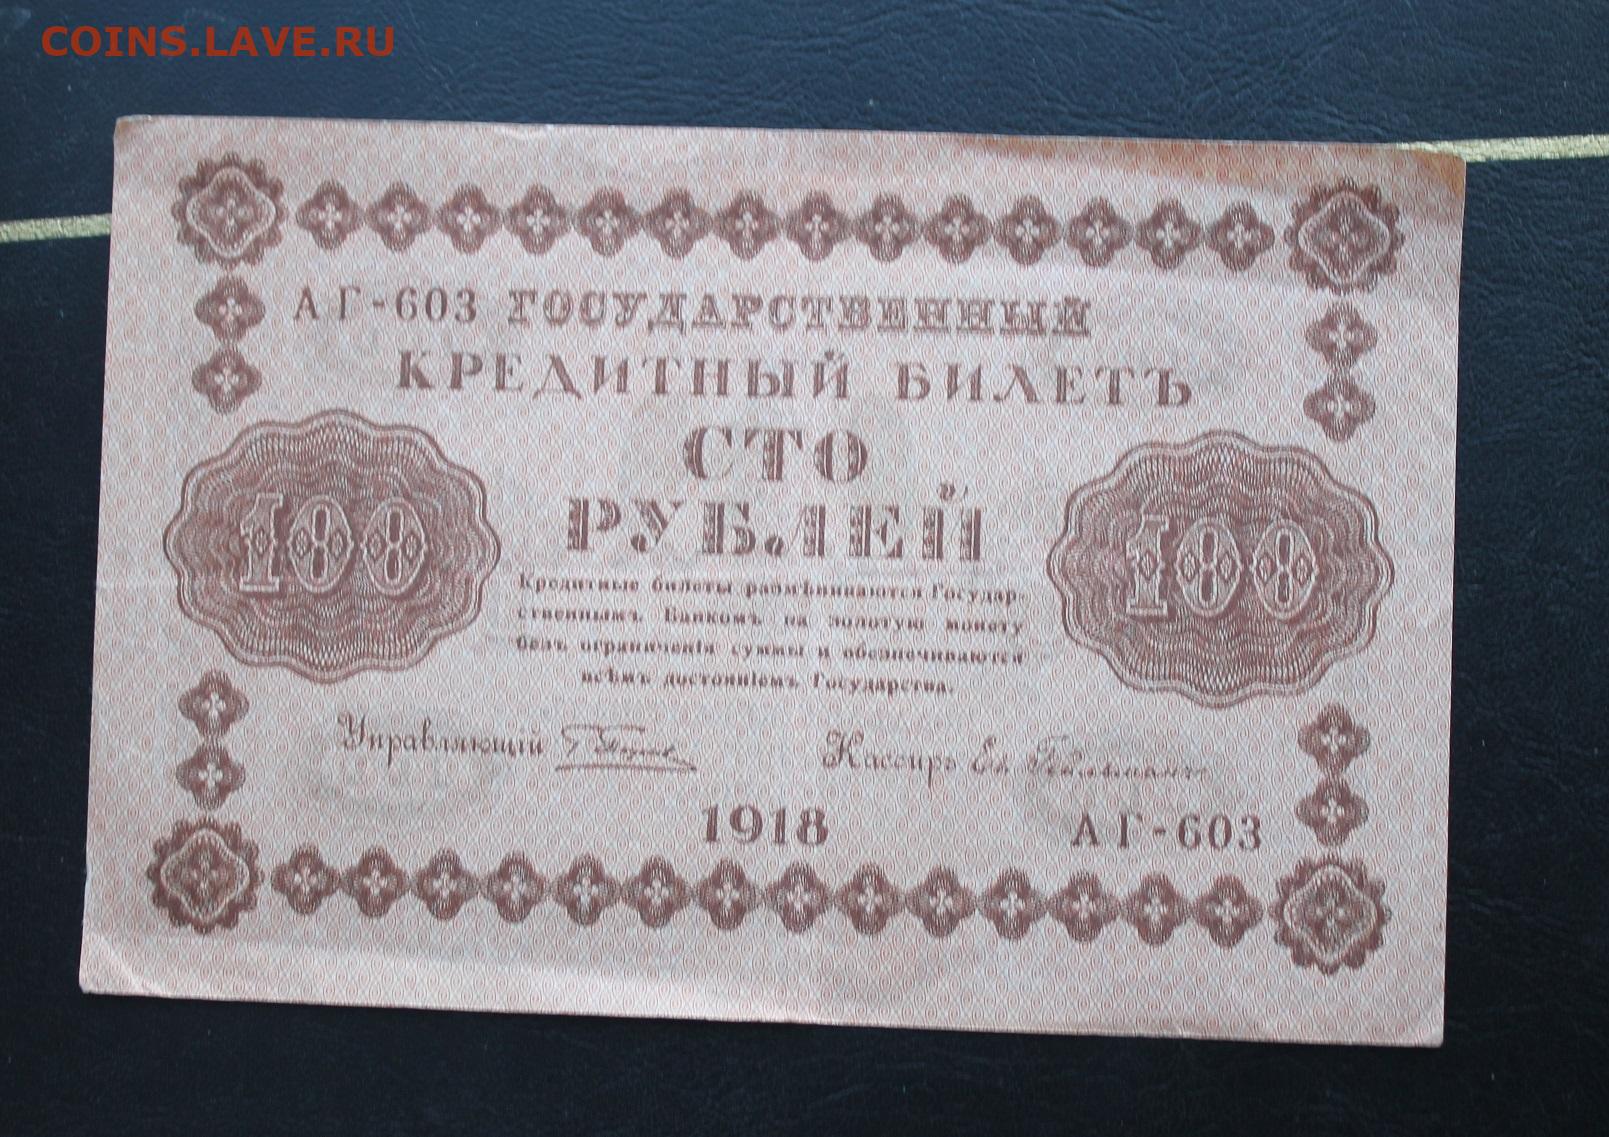 COINS.LAVE.RU
АГ-603 ГОСУДАРСТВЕННЫЙ
КРЕДИТНЫЙ БИЛЕТЪ
СТО
РУБЛЕЙ
100
100
Кредитные билеты размѣниваются Государ-
ственнымъ Банкомъ на золотую монету
безъ ограниченія суммы и обезпечиваются
всѣмъ достояніемъ Государства.
Управляющій
Кассиръ
1918
АГ-603